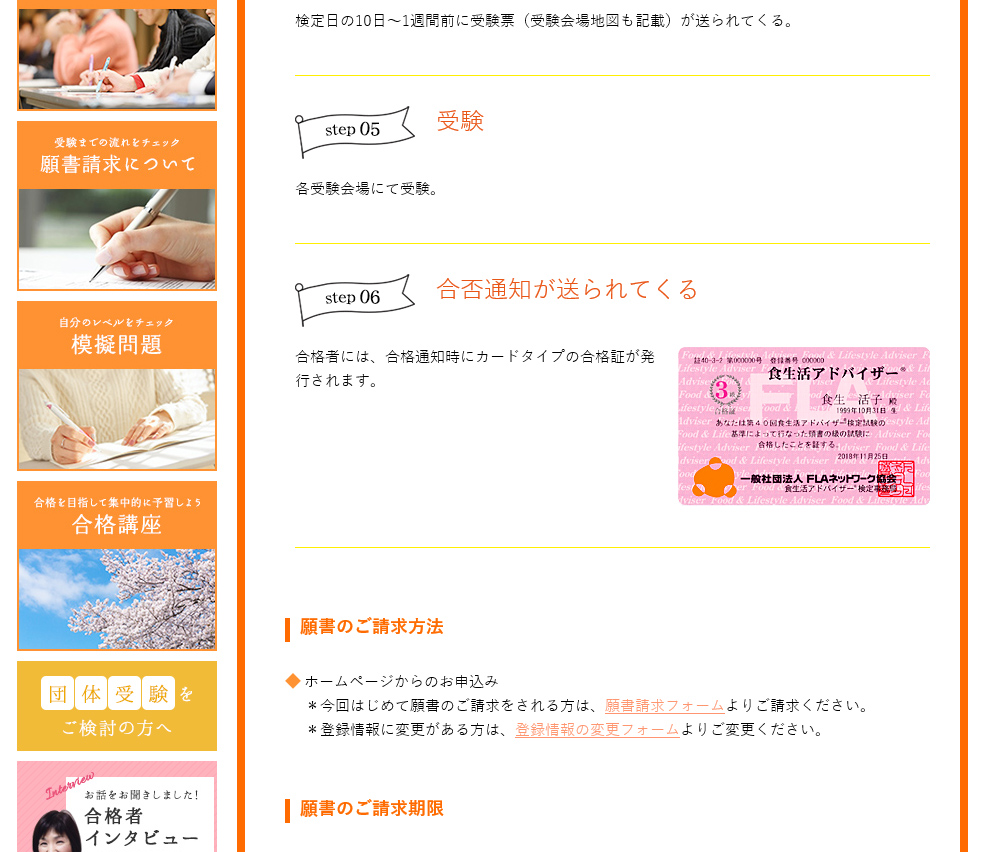 受験までの流れをチェック
願書請求について
自分のレベルをチェック
模擬問題
合格を目指して集中的に予習しよう
合格講座
団体受験を
ご検討の方へ
Interview
お話をお聞きしました!
合格者
インタビュー
検定日の10日～1週間前に受験票（受験会場地図も記載）が送られてくる。
step 05
受験
各受験会場にて受験。
step 06
合否通知が送られてくる
合格者には、合格通知時にカードタイプの合格証が発
行されます。
証40-3-2 第000000号 登録番号 000000
食生活アドバイザー®
3級
合格証
食生 活子 殿
1999年10月31日 生
あなたは第４０回食生活アドバイザー®検定試験の
基準によって行なった頭書の級の試験に
合格したことを証する。
2018年11月25日
一般社団法人 FLAネットワーク協会
食生活アドバイザー®検定事務局
願書のご請求方法
ホームページからのお申込み
＊今回はじめて願書のご請求をされる方は、願書請求フォームよりご請求ください。
＊登録情報に変更がある方は、登録情報の変更フォームよりご変更ください。
願書のご請求期限